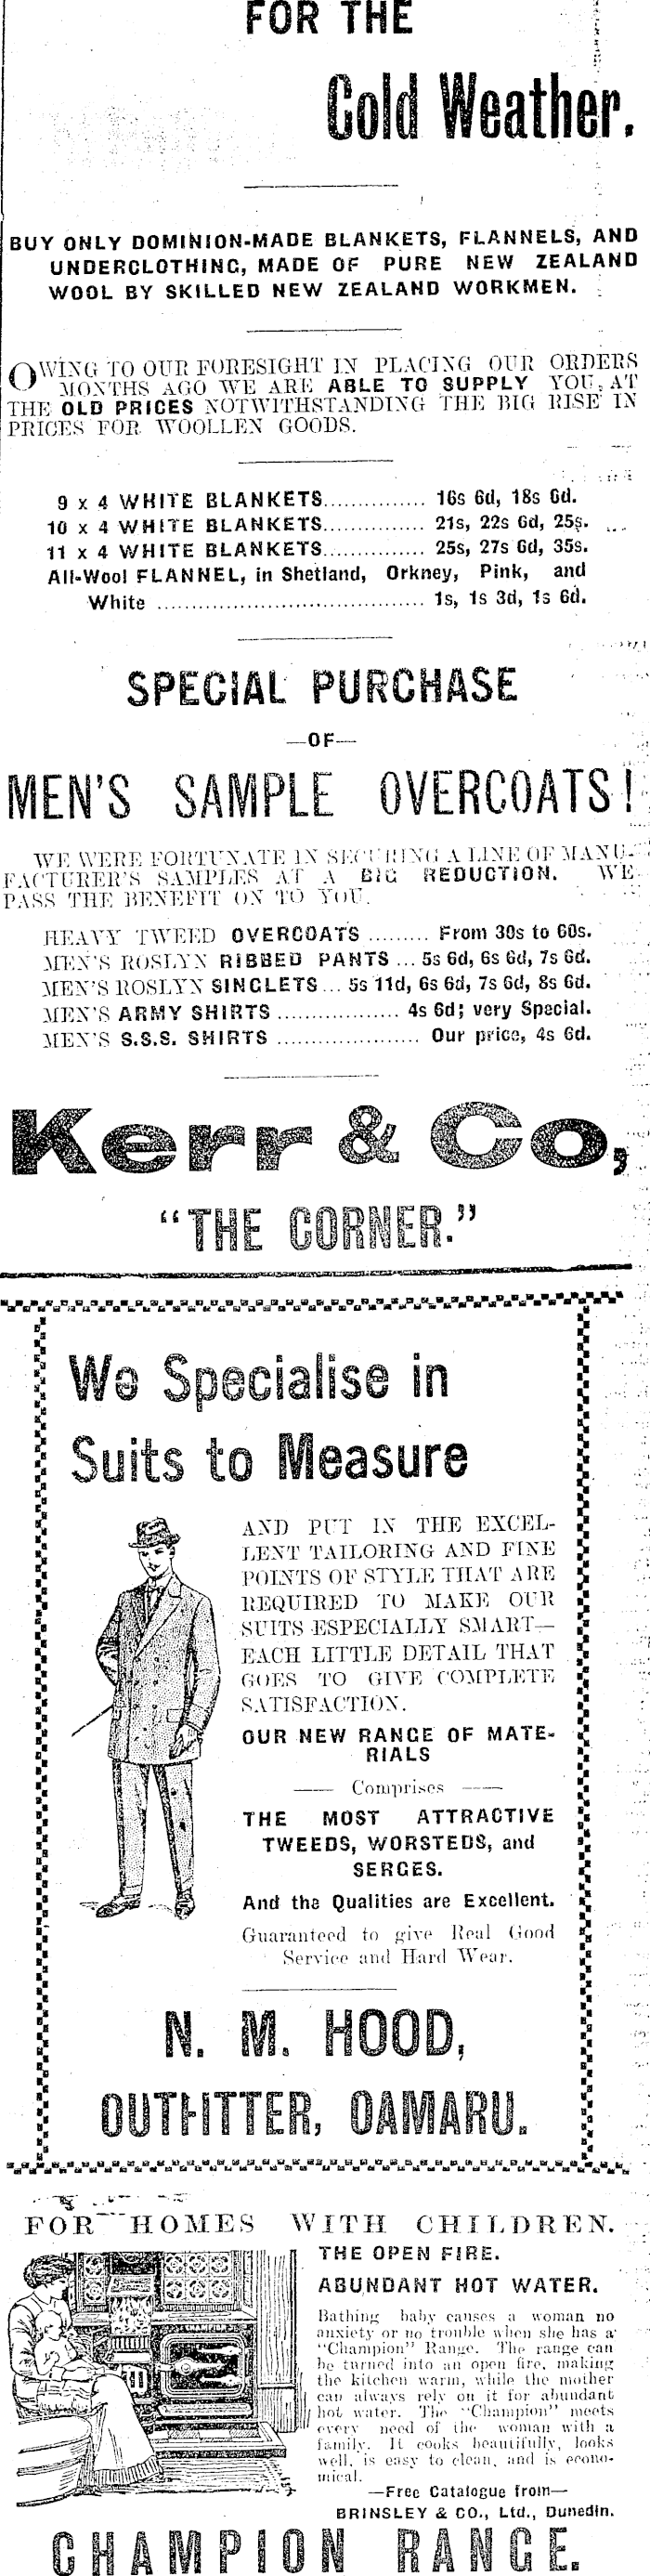 FOR THE
Cold Weather.
BUY ONLY DOMINION-MADE BLANKETS, FLANNELS, AND
UNDERCLOTHING, MADE OF PURE NEW ZEALAND
WOOL BY SKILLED NEW ZEALAND WORKMEN.
OWING TO OUR FORESIGHT IN PLACING OUR ORDERS
MONTHS AGO WE ARE ABLE TO SUPPLY YOU, AT
THE OLD PRICES NOTWITHSTANDING THE BIG RISE IN
PRICES FOR WOOLLEN GOODS.
9 x 4 WHITE BLANKETS............... 16s 6d, 18s 6d.
10 x 4 WHITE BLANKETS............... 21s, 22s 6d, 25s.
11 x 4 WHITE BLANKETS............... 25s, 27s 6d, 35s.
All-Wool FLANNEL, in Shetland, Orkney, Pink, and
White ....................................... 1s, 1s 3d, 1s 6d.
SPECIAL PURCHASE
—OF—
MEN'S SAMPLE OVERCOATS!
WE WERE FORTUNATE IN SECURING A LINE OF MANU-
FACTURER'S SAMPLES AT A BIG REDUCTION. WE
PASS THE BENEFIT ON TO YOU.
HEAVY TWEED OVERCOATS ......... From 30s to 60s.
MEN'S ROSLYN RIBBED PANTS ... 5s 6d, 6s 6d, 7s 6d.
MEN'S ROSLYN SINGLETS... 5s 11d, 6s 6d, 7s 6d, 8s 6d.
MEN'S ARMY SHIRTS .................. 4s 6d; very Special.
MEN'S S.S.S. SHIRTS ..................... Our price, 4s 6d.
Kerr & Co,
"THE CORNER."
We Specialise in
Suits to Measure
AND PUT IN THE EXCEL-
LENT TAILORING AND FINE
POINTS OF STYLE THAT ARE
REQUIRED TO MAKE OUR
SUITS ESPECIALLY SMART—
EACH LITTLE DETAIL THAT
GOES TO GIVE COMPLETE
SATISFACTION.
OUR NEW RANGE OF MATE-
RIALS
—— Comprises ——
THE MOST ATTRACTIVE
TWEEDS, WORSTEDS, and
SERGES.
And the Qualities are Excellent.
Guaranteed to give Real Good
Service and Hard Wear.
N. M. HOOD,
OUTFITTER, OAMARU.
FOR HOMES WITH CHILDREN.
THE OPEN FIRE.
ABUNDANT HOT WATER.
Bathing baby causes a woman no
anxiety or no trouble when she has a
"Champion" Range. The range can
be turned into an open fire, making
the kitchen warm, while the mother
can always rely on it for abundant
hot water. The "Champion" meets
every need of the woman with a
family. It cooks beautifully, looks
well, is easy to clean, and is econo-
mical.
—Free Catalogue from—
BRINSLEY & CO., Ltd., Dunedin.
CHAMPION RANGE.